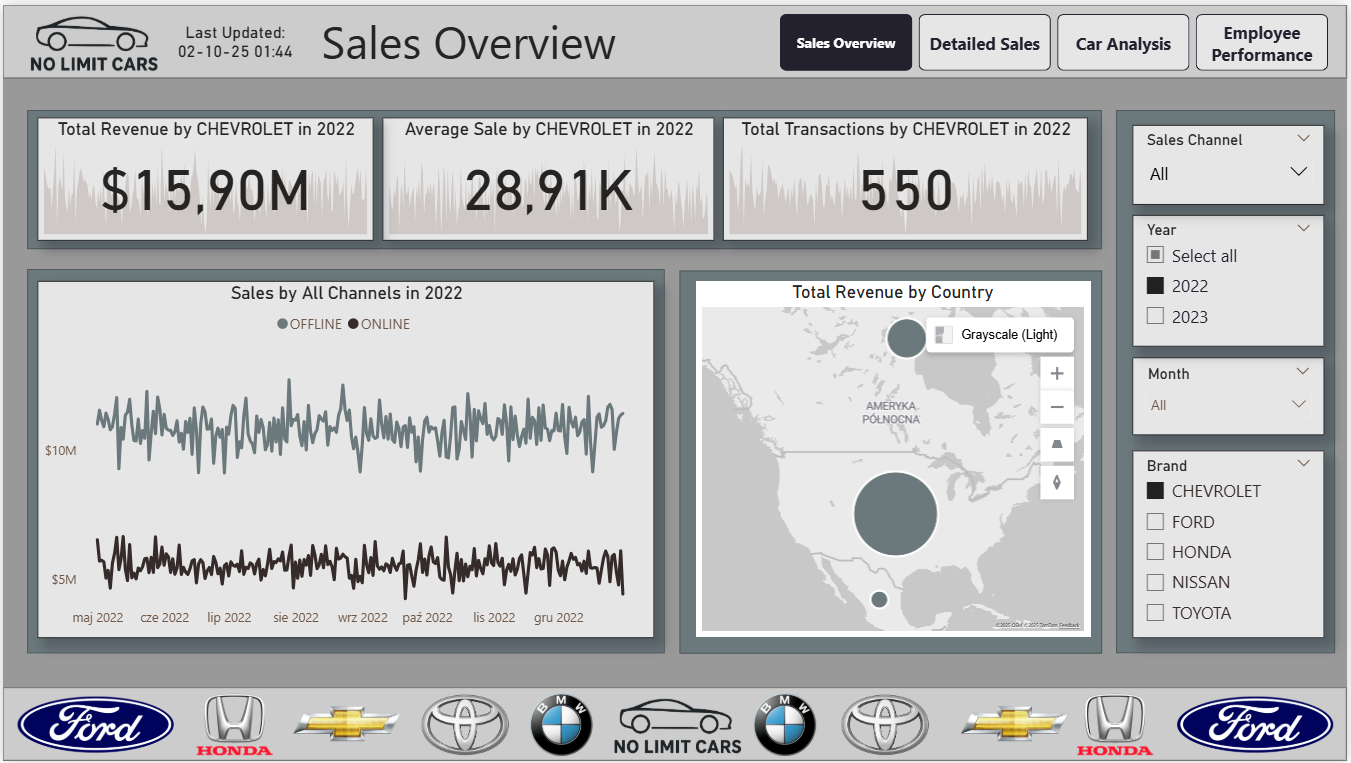 NO LIMIT CARS
Last Updated:
02-10-25 01:44
Sales Overview
Sales Overview
Detailed Sales
Car Analysis
Employee
Performance
Total Revenue by CHEVROLET in 2022
$15,90M
Average Sale by CHEVROLET in 2022
28,91K
Total Transactions by CHEVROLET in 2022
550
Sales Channel
All
Year
Select all
2022
2023
Month
All
Brand
CHEVROLET
FORD
HONDA
NISSAN
TOYOTA
Sales by All Channels in 2022
OFFLINE ONLINE
$10M
$5M
maj 2022 cze 2022 lip 2022 sie 2022 wrz 2022 paź 2022 lis 2022 gru 2022
Total Revenue by Country
Grayscale (Light)
AMERYKA
PÓŁNOCNA
©2025 OSM ©2025 TomTom Feedback
Ford
HONDA
BMW
NO LIMIT CARS
BMW
HONDA
Ford